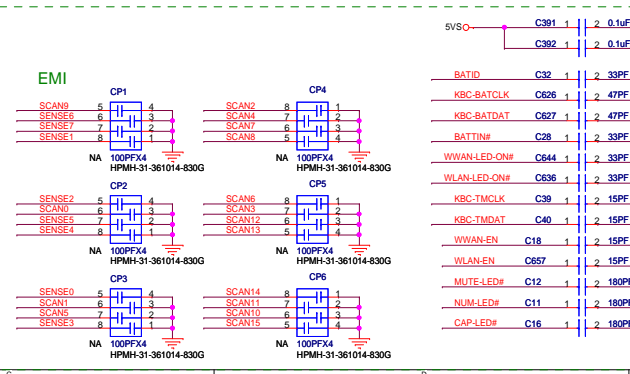 EMI
CP1
SCAN9 5 4
SENSE6 6 3
SENSE7 7 2
SENSE1 8 1
NA 100PFX4
HPMH-31-361014-830G
CP4
SCAN2 8 1
SCAN4 7 2
SCAN7 6 3
SCAN8 5 4
NA 100PFX4
HPMH-31-361014-830G
CP2
SENSE2 5 4
SCAN0 6 3
SENSE5 7 2
SENSE4 8 1
NA 100PFX4
HPMH-31-361014-830G
CP5
SCAN6 8 1
SCAN3 7 2
SCAN12 6 3
SCAN13 5 4
NA 100PFX4
HPMH-31-361014-830G
CP3
SENSE0 5 4
SCAN1 6 3
SCAN5 7 2
SENSE3 8 1
NA 100PFX4
HPMH-31-361014-830G
CP6
SCAN14 8 1
SCAN11 7 2
SCAN10 6 3
SCAN15 5 4
NA 100PFX4
HPMH-31-361014-830G
5VS C391 1 2 0.1uF
C392 1 2 0.1uF
BATID C32 1 2 33PF
KBC-BATCLK C626 1 2 47PF
KBC-BATDAT C627 1 2 47PF
BATTIN# C28 1 2 33PF
WWAN-LED-ON# C644 1 2 33PF
WLAN-LED-ON# C636 1 2 33PF
KBC-TMCLK C39 1 2 15PF
KBC-TMDAT C40 1 2 15PF
WWAN-EN C18 1 2 15PF
WLAN-EN C657 1 2 15PF
MUTE-LED# C12 1 2 180P
NUM-LED# C11 1 2 180P
CAP-LED# C16 1 2 180P